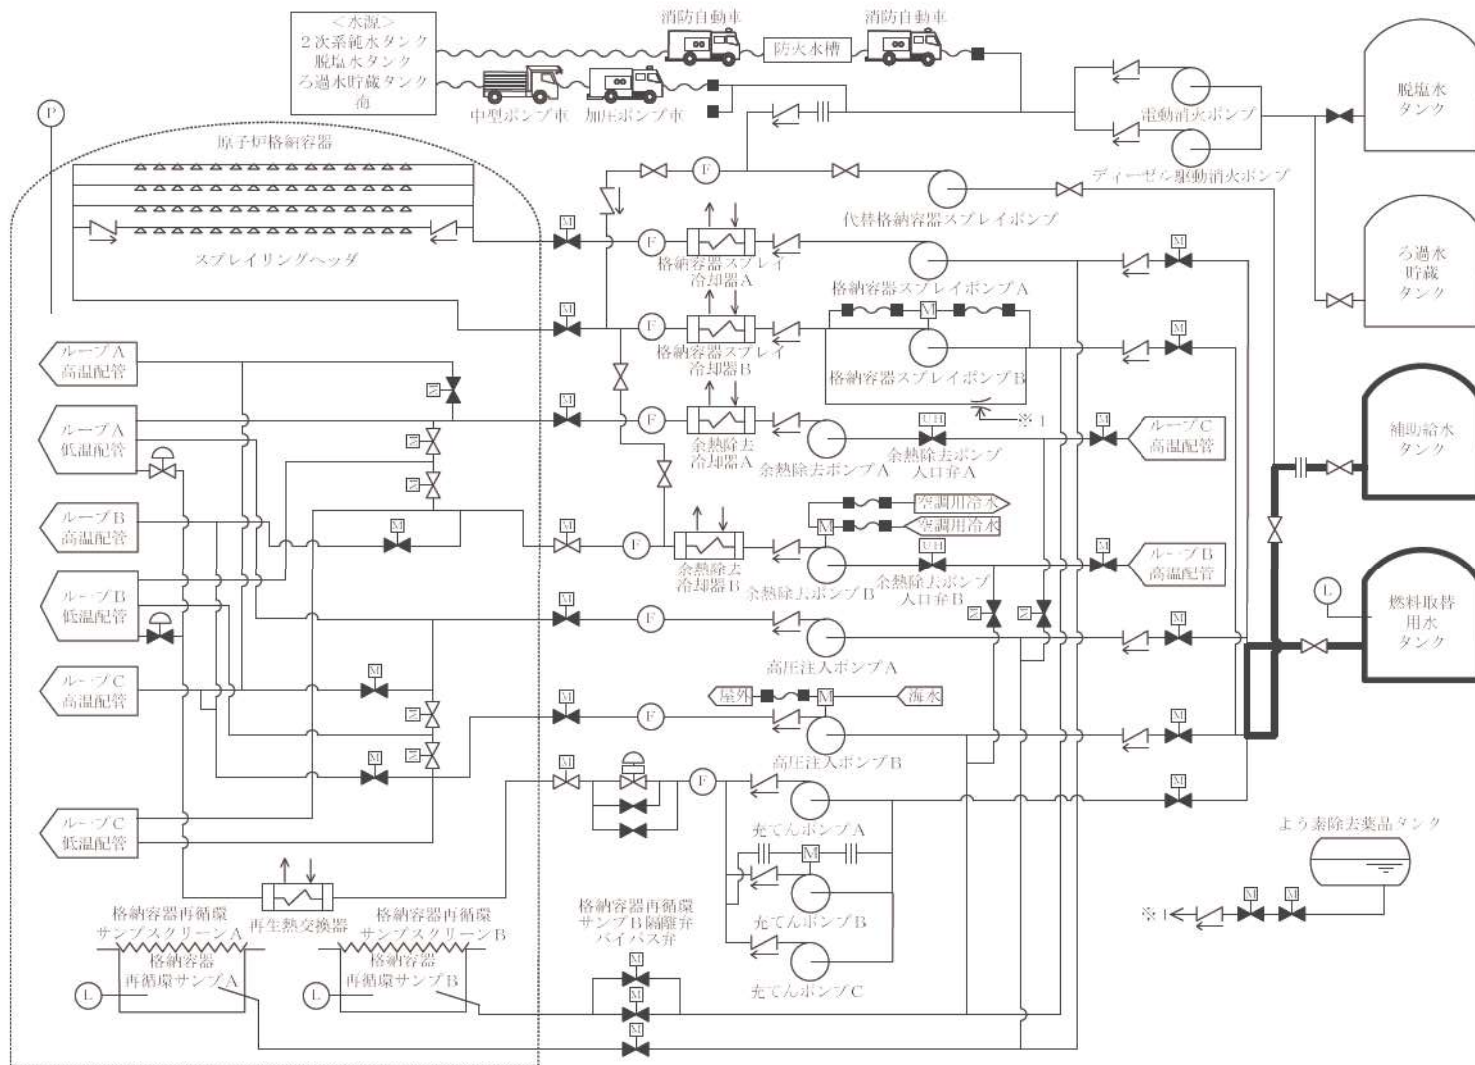 <水源>
2次系純水タンク
脱塩水タンク
ろ過水貯蔵タンク
海
消防自動車
防火水槽
消防自動車
中型ポンプ車
加圧ポンプ車
電動消火ポンプ
ディーゼル駆動消火ポンプ
脱塩水
タンク
P
原子炉格納容器
スプレイリングヘッダ
F
代替格納容器スプレイポンプ
M
F
格納容器スプレイ
冷却器A
格納容器スプレイポンプA
M
ろ過水
貯蔵
タンク
M
F
格納容器スプレイ
冷却器B
M
格納容器スプレイポンプB
M
※1
ループA
高温配管
M
ループA
低温配管
M
M
M
F
余熱除去
冷却器A
余熱除去ポンプA
UH
余熱除去ポンプ
入口弁A
M
ループC
高温配管
補助給水
タンク
ループB
高温配管
M
M
F
余熱除去
冷却器B
M
空調用冷水
空調用冷水
余熱除去ポンプB
UH
余熱除去ポンプ
入口弁B
M
ループB
高温配管
M
M
ループB
低温配管
M
F
高圧注入ポンプA
M
L
燃料取替
用水
タンク
ループC
高温配管
M
M
M
M
M
F
屋外
M
海水
高圧注入ポンプB
M
M
F
充てんポンプA
M
ループC
低温配管
M
充てんポンプB
充てんポンプC
よう素除去薬品タンク
M
M
※1
再生熱交換器
格納容器再循環
サンプスクリーンA
格納容器
再循環サンプA
L
格納容器再循環
サンプスクリーンB
格納容器
再循環サンプB
L
格納容器再循環
サンプB隔離弁
バイパス弁
M
M
M